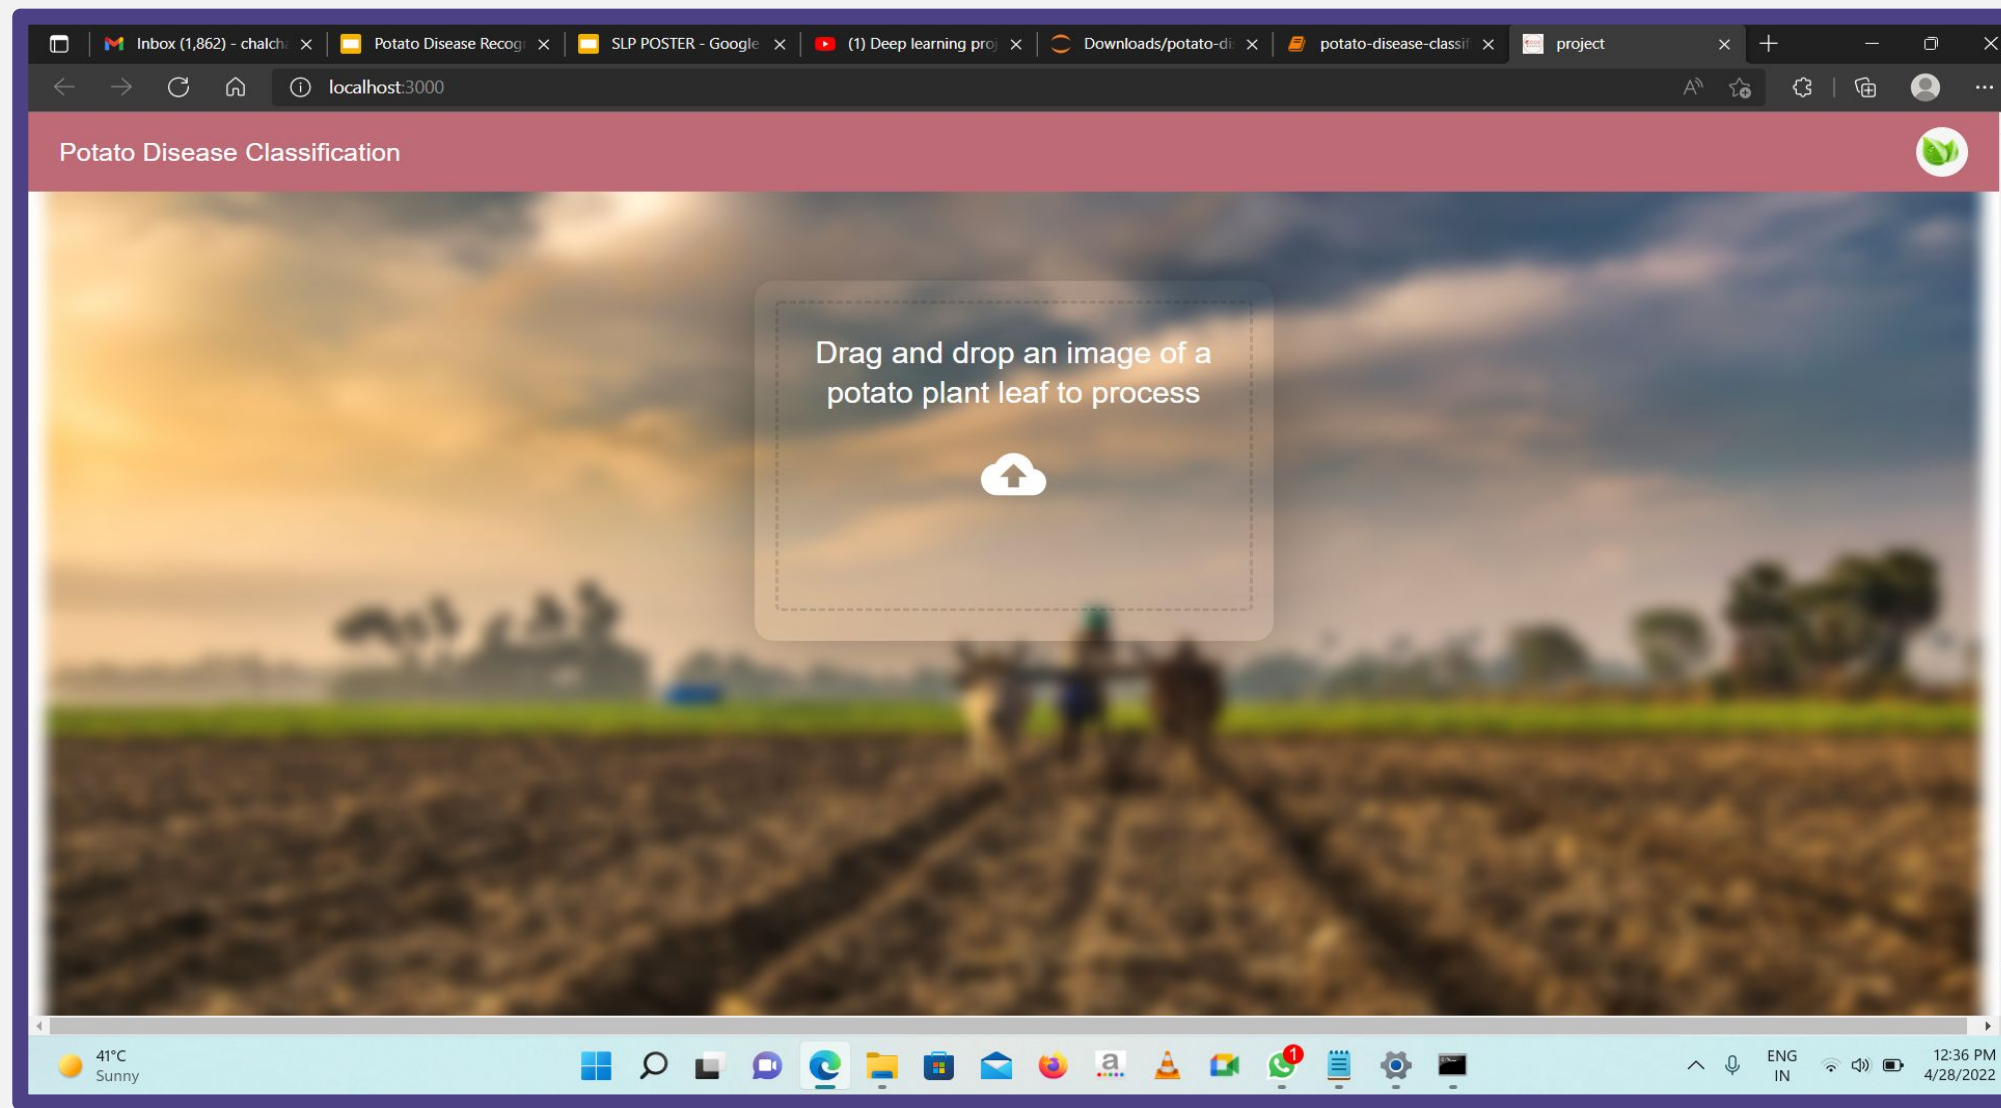 Inbox (1,862) - chalch
Potato Disease Recog
SLP POSTER - Google
(1) Deep learning proj
Downloads/potato-di
potato-disease-classif
project
localhost:3000
Potato Disease Classification
Drag and drop an image of a
potato plant leaf to process
41°C
Sunny
a
1
ENG
IN
12:36 PM
4/28/2022